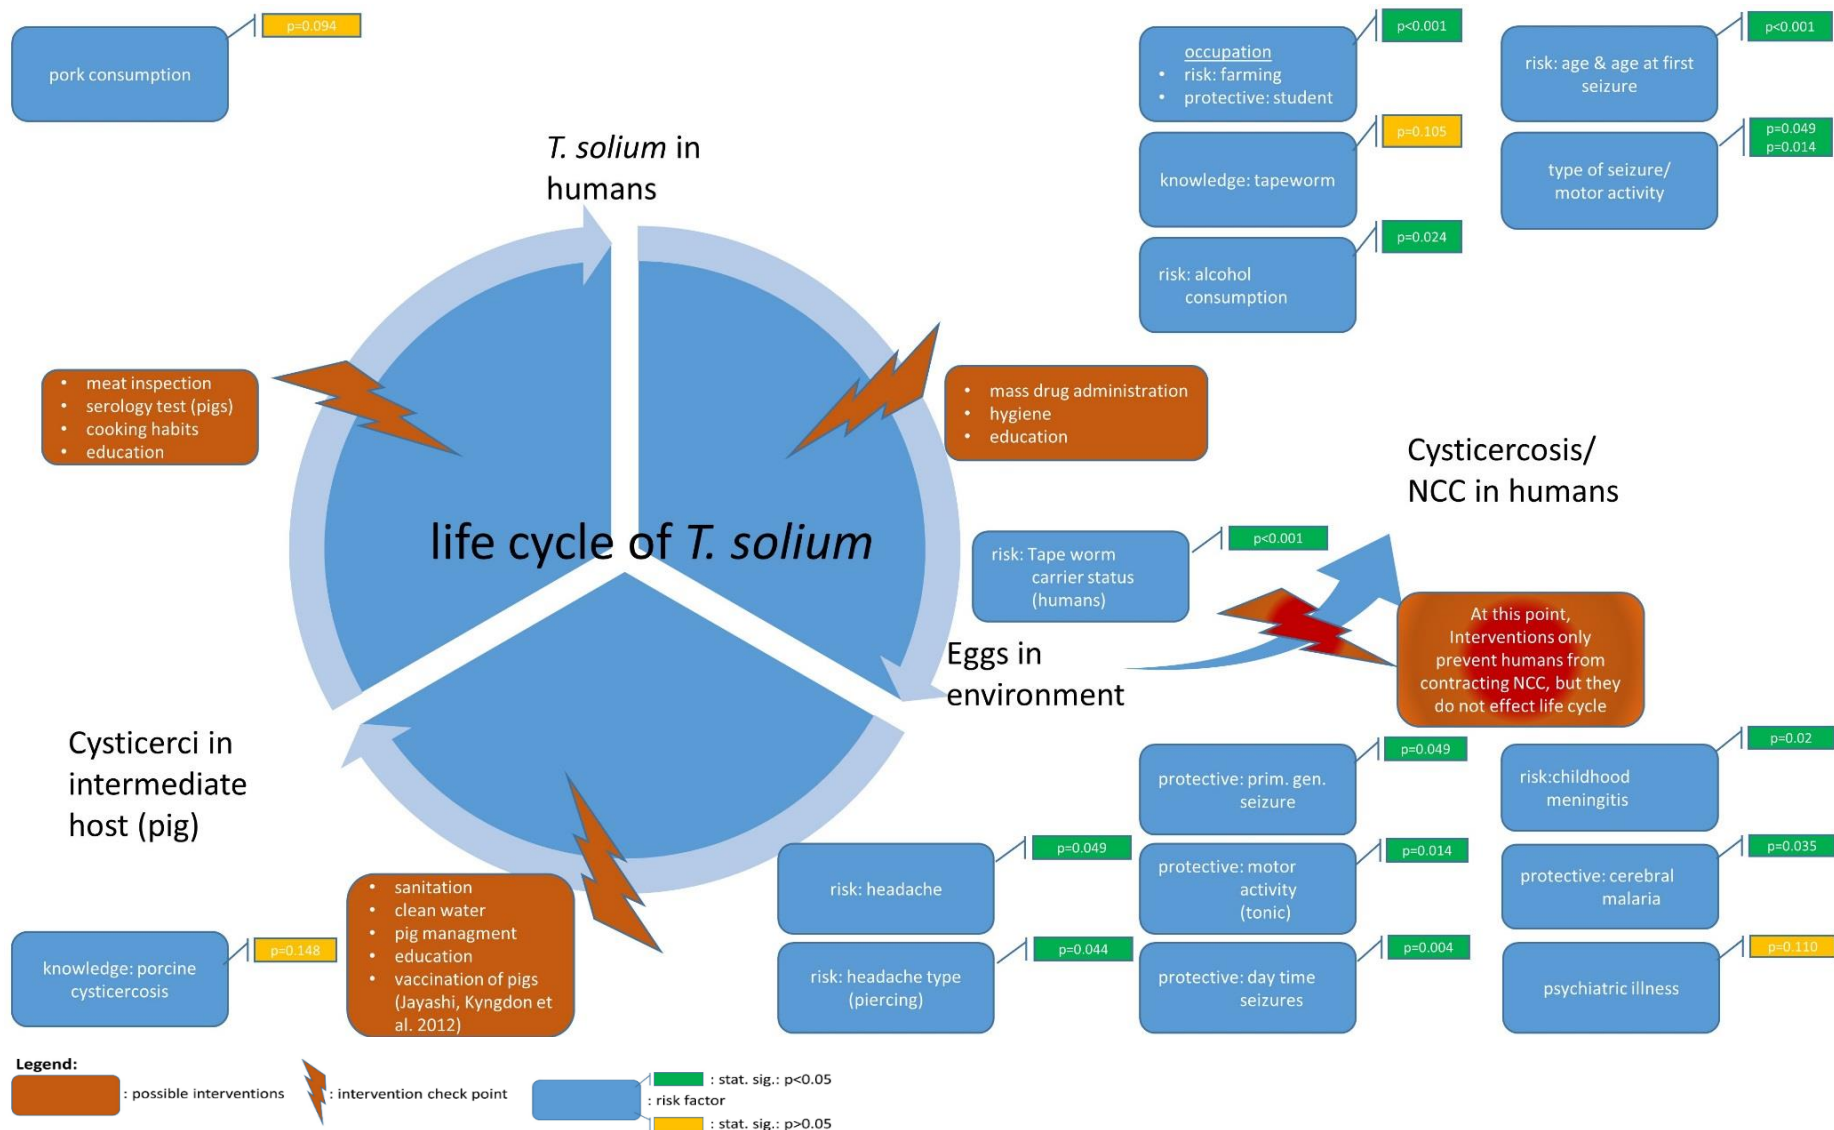 pork consumption
p=0.094
occupation
• risk: farming
• protective: student
p<0.001
risk: age & age at first
seizure
p<0.001
knowledge: tapeworm
p=0.105
type of seizure/
motor activity
p=0.049
p=0.014
risk: alcohol
consumption
p=0.024
T. solium in
humans
• meat inspection
• serology test (pigs)
• cooking habits
• education
• mass drug administration
• hygiene
• education
Cysticercosis/
NCC in humans
life cycle of T. solium
risk: Tape worm
carrier status
(humans)
p<0.001
At this point,
Interventions only
prevent humans from
contracting NCC, but they
do not effect life cycle
Eggs in
environment
Cysticerci in
intermediate
host (pig)
protective: prim. gen.
seizure
p=0.049
risk:childhood
meningitis
p=0.02
risk: headache
p=0.049
protective: motor
activity
(tonic)
p=0.014
protective: cerebral
malaria
p=0.035
• sanitation
• clean water
• pig managment
• education
• vaccination of pigs
(Jayashi, Kyngdon et
al. 2012)
knowledge: porcine
cysticercosis
p=0.148
risk: headache type
(piercing)
p=0.044
protective: day time
seizures
p=0.004
psychiatric illness
p=0.110
Legend:
: possible interventions
: intervention check point
: risk factor
: stat. sig.: p<0.05
: stat. sig.: p>0.05